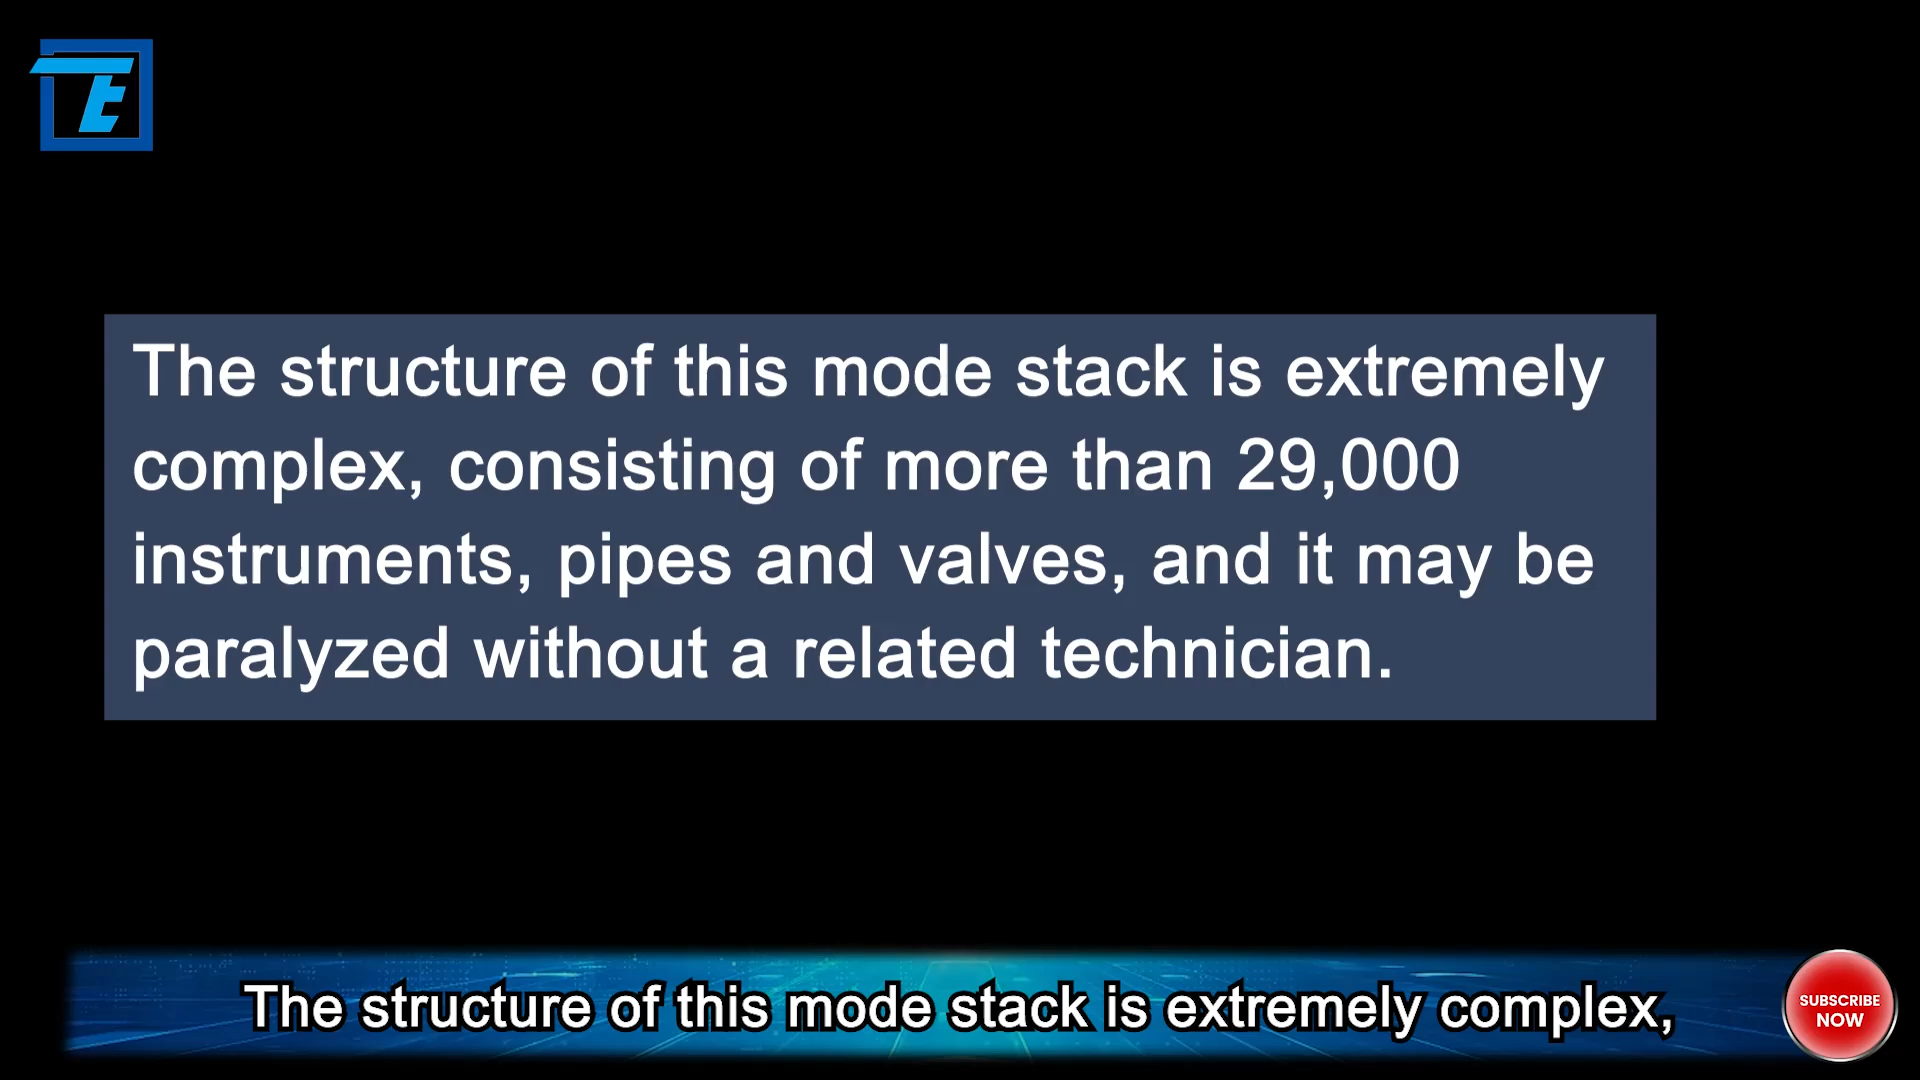 TE
The structure of this mode stack is extremely
complex, consisting of more than 29,000
instruments, pipes and valves, and it may be
paralyzed without a related technician.
The structure of this mode stack is extremely complex,
SUBSCRIBE
NOW